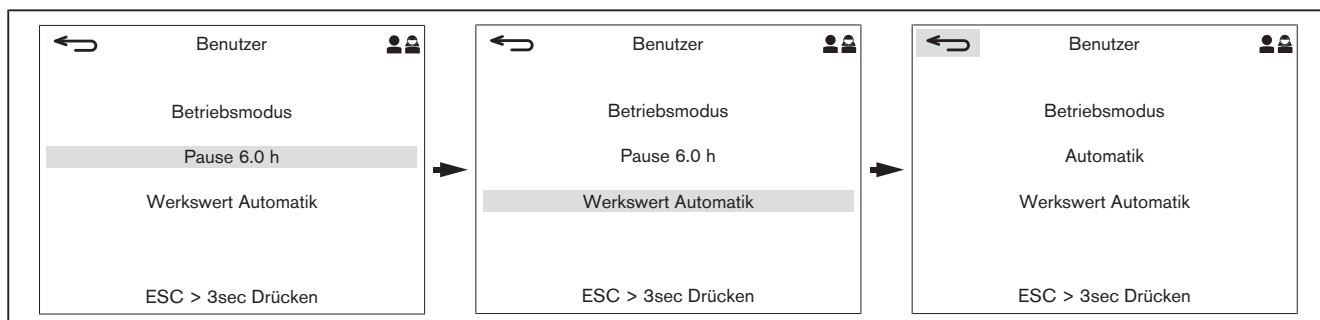 Benutzer
Betriebsmodus
Pause 6.0 h
Werkswert Automatik
ESC > 3sec Drücken
Benutzer
Betriebsmodus
Pause 6.0 h
Werkswert Automatik
ESC > 3sec Drücken
Benutzer
Betriebsmodus
Automatik
Werkswert Automatik
ESC > 3sec Drücken